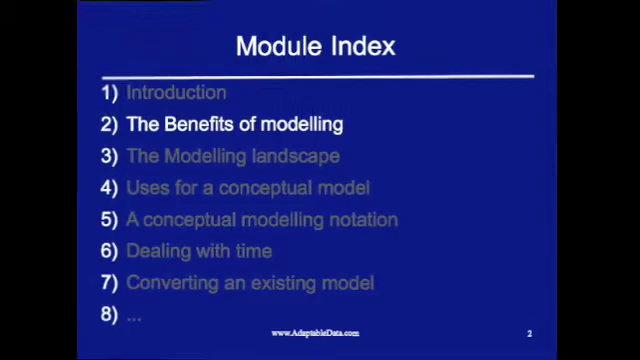 Module Index
1) Introduction
2) The Benefits of modelling
3) The Modelling landscape
4) Uses for a conceptual model
5) A conceptual modelling notation
6) Dealing with time
7) Converting an existing model
8) ...
www.AdaptableData.com
2